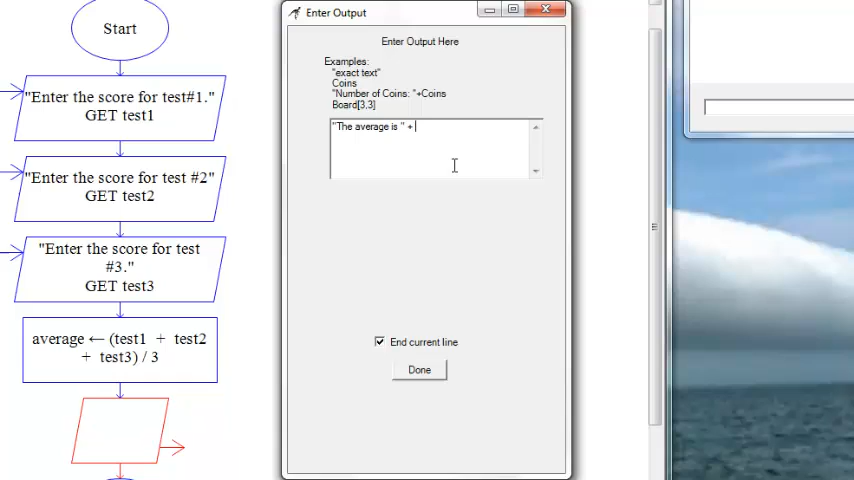 Start
"Enter the score for test#1."
GET test1
"Enter the score for test #2"
GET test2
"Enter the score for test
#3."
GET test3
average ← (test1 + test2
+ test3) / 3
Enter Output
Enter Output Here
Examples:
"exact text"
Coins
"Number of Coins: "+Coins
Board[3,3]
"The average is " +
End current line
Done